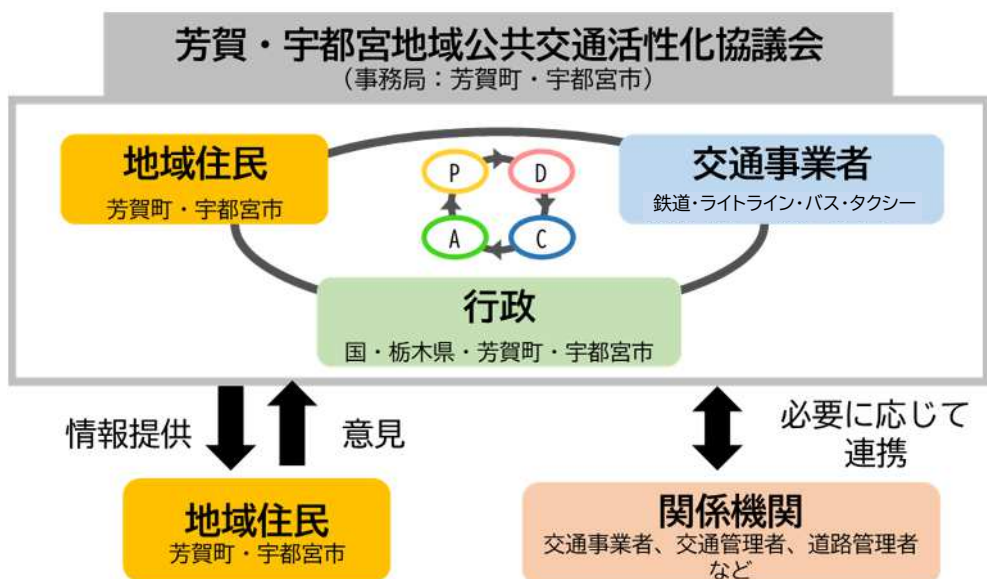 芳賀・宇都宮地域公共交通活性化協議会
（事務局：芳賀町・宇都宮市）
地域住民
芳賀町・宇都宮市
P
D
A
C
交通事業者
鉄道・ライトライン・バス・タクシー
行政
国・栃木県・芳賀町・宇都宮市
情報提供
意見
必要に応じて
連携
地域住民
芳賀町・宇都宮市
関係機関
交通事業者、交通管理者、道路管理者
など